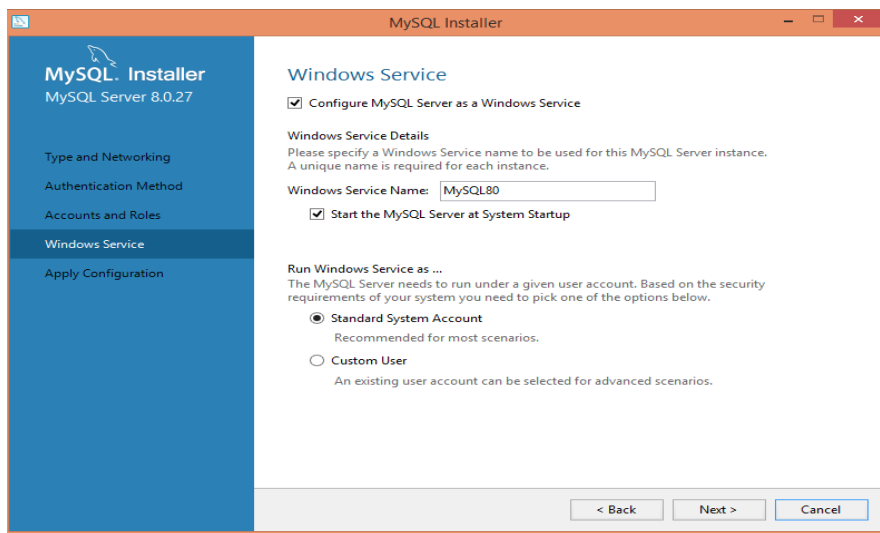 MySQL Installer
MySQL. Installer
MySQL Server 8.0.27
Type and Networking
Authentication Method
Accounts and Roles
Windows Service
Apply Configuration
Windows Service
Configure MySQL Server as a Windows Service
Windows Service Details
Please specify a Windows Service name to be used for this MySQL Server instance.
A unique name is required for each instance.
Windows Service Name: MySQL80
Start the MySQL Server at System Startup
Run Windows Service as ...
The MySQL Server needs to run under a given user account. Based on the security
requirements of your system you need to pick one of the options below.
Standard System Account
Recommended for most scenarios.
Custom User
An existing user account can be selected for advanced scenarios.
< Back Next > Cancel